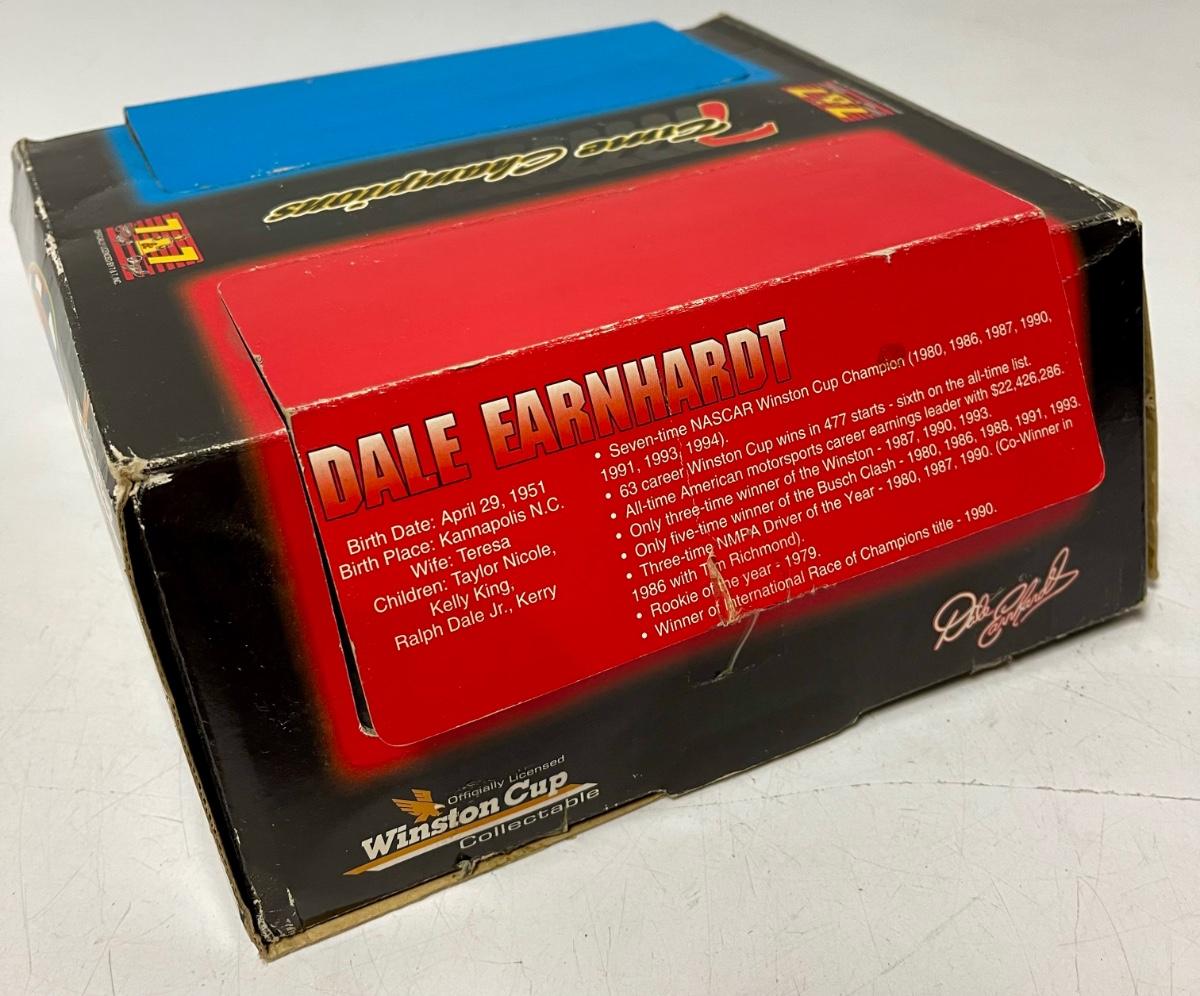 7&7
7
Time Champions
7&7
DALE EARNHARDT
Birth Date: April 29, 1951
Birth Place: Kannapolis N.C.
Wife: Teresa
Children: Taylor Nicole,
Kelly King,
Ralph Dale Jr., Kerry
• Seven-time NASCAR Winston Cup Champion (1980, 1986, 1987, 1990,
1991, 1993, 1994).
• 63 career Winston Cup wins in 477 starts - sixth on the all-time list.
• All-time American motorsports career earnings leader with $22,426,286.
• Only three-time winner of the Winston - 1987, 1990, 1993.
• Only five-time winner of the Busch Clash - 1980, 1986, 1988, 1991, 1993.
• Three-time NMPA Driver of the Year - 1980, 1987, 1990. (Co-Winner in
1986 with Tim Richmond).
• Rookie of the year - 1979.
• Winner of International Race of Champions title - 1990.
Dale Earnhardt
Officially Licensed
Winston Cup
Collectable